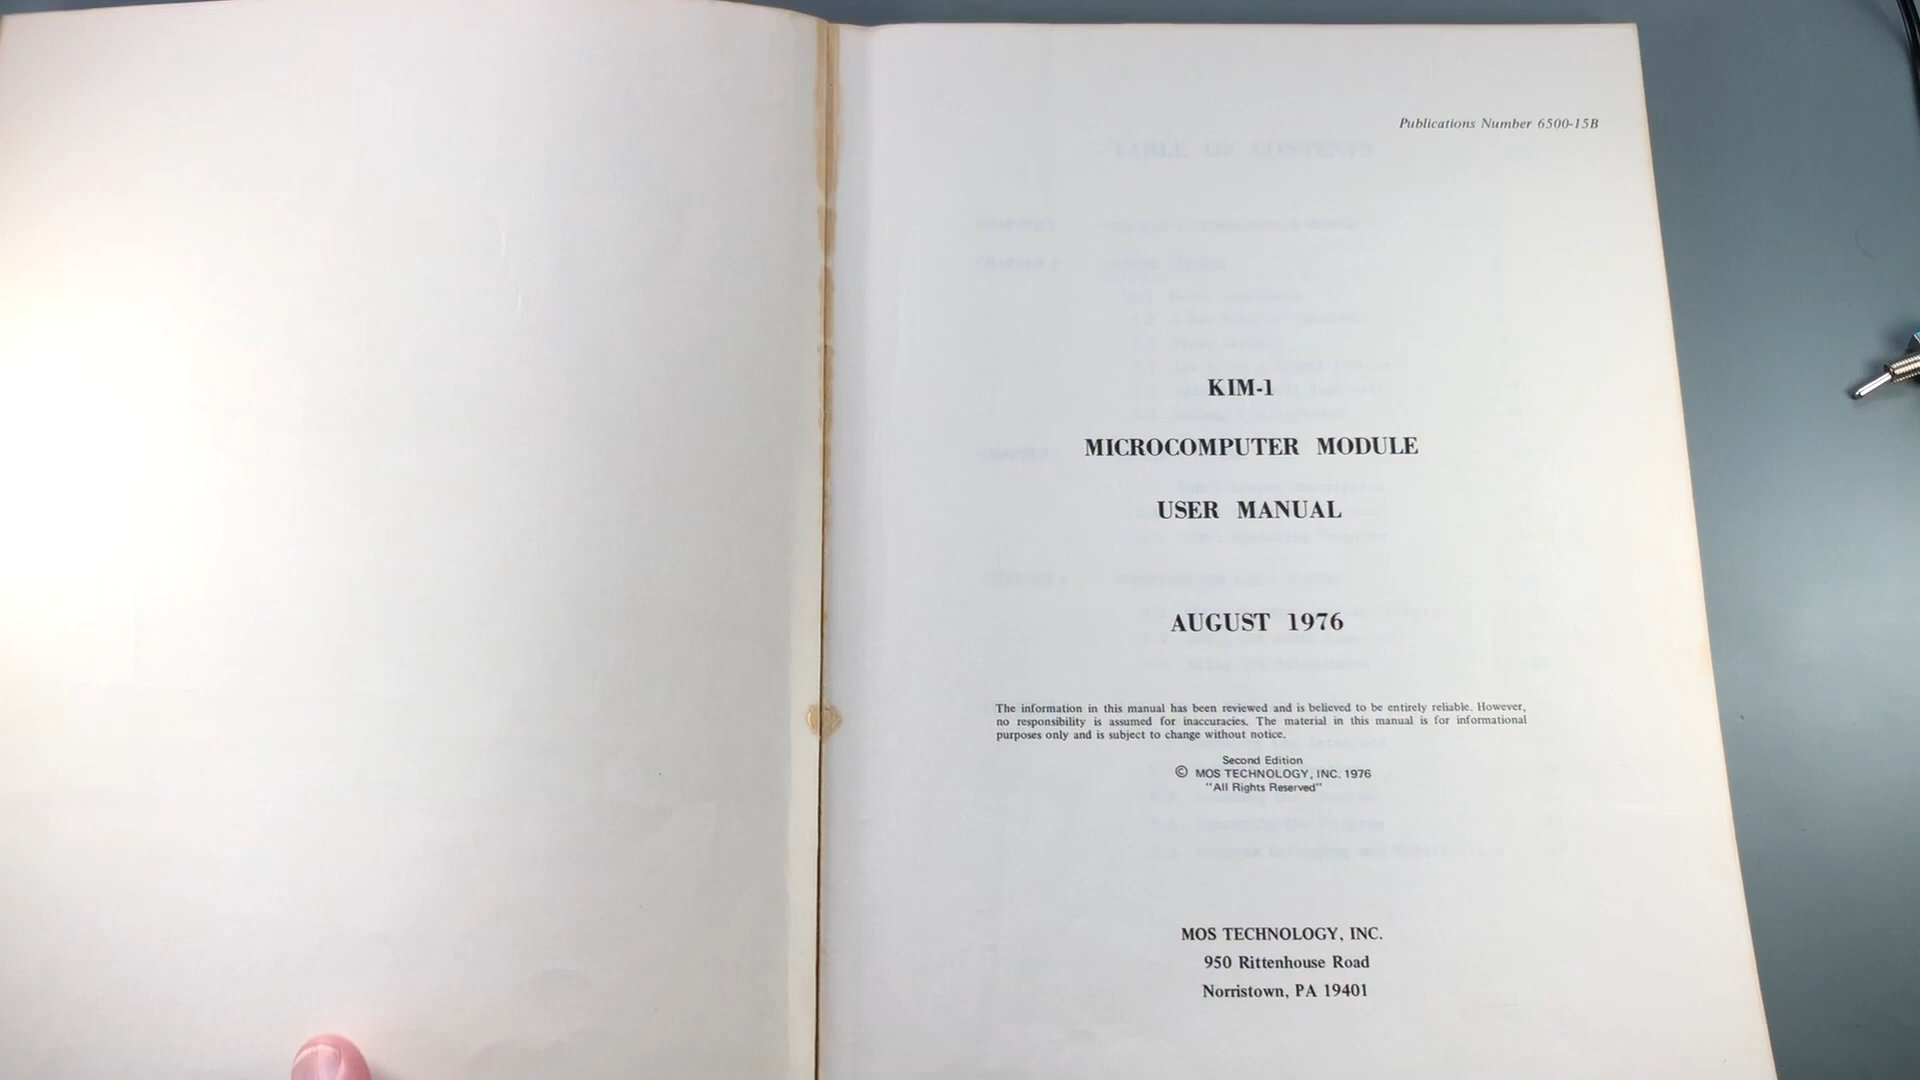 Publications Number 6500-15B
TABLE OF CONTENTS
KIM-1
MICROCOMPUTER MODULE
USER MANUAL
AUGUST 1976
The information in this manual has been reviewed and is believed to be entirely reliable. However,
no responsibility is assumed for inaccuracies. The material in this manual is for informational
purposes only and is subject to change without notice.
Second Edition
© MOS TECHNOLOGY, INC. 1976
"All Rights Reserved"
MOS TECHNOLOGY, INC.
950 Rittenhouse Road
Norristown, PA 19401